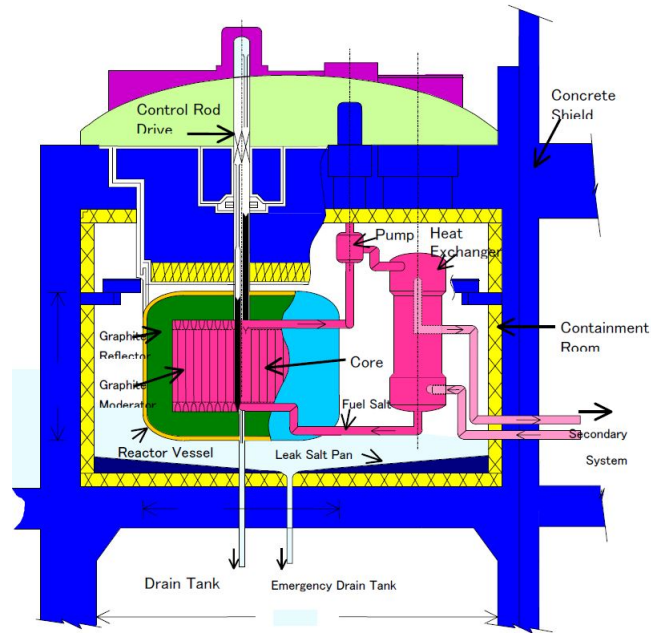 Control Rod
Drive
Concrete
Shield
Pump
Heat
Exchanger
Graphite
Reflector
Core
Containment
Room
Graphite
Moderator
Fuel Salt
Reactor Vessel
Leak Salt Pan
Secondary
System
Drain Tank
Emergency Drain Tank